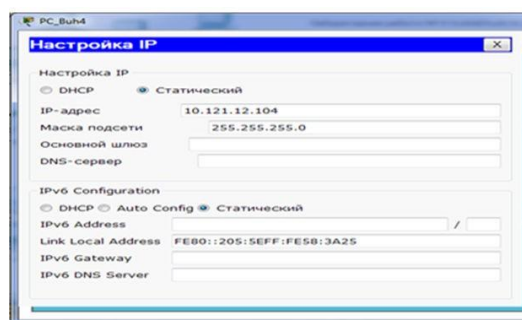 PC_Buh4
Настройка IP
X
Настройка IP
DHCP Статический
IP-адрес 10.121.12.104
Маска подсети 255.255.255.0
Основной шлюз
DNS-сервер
IPv6 Configuration
DHCP Auto Config Статический
IPv6 Address /
Link Local Address FE80::205:5EFF:FE58:3A25
IPv6 Gateway
IPv6 DNS Server